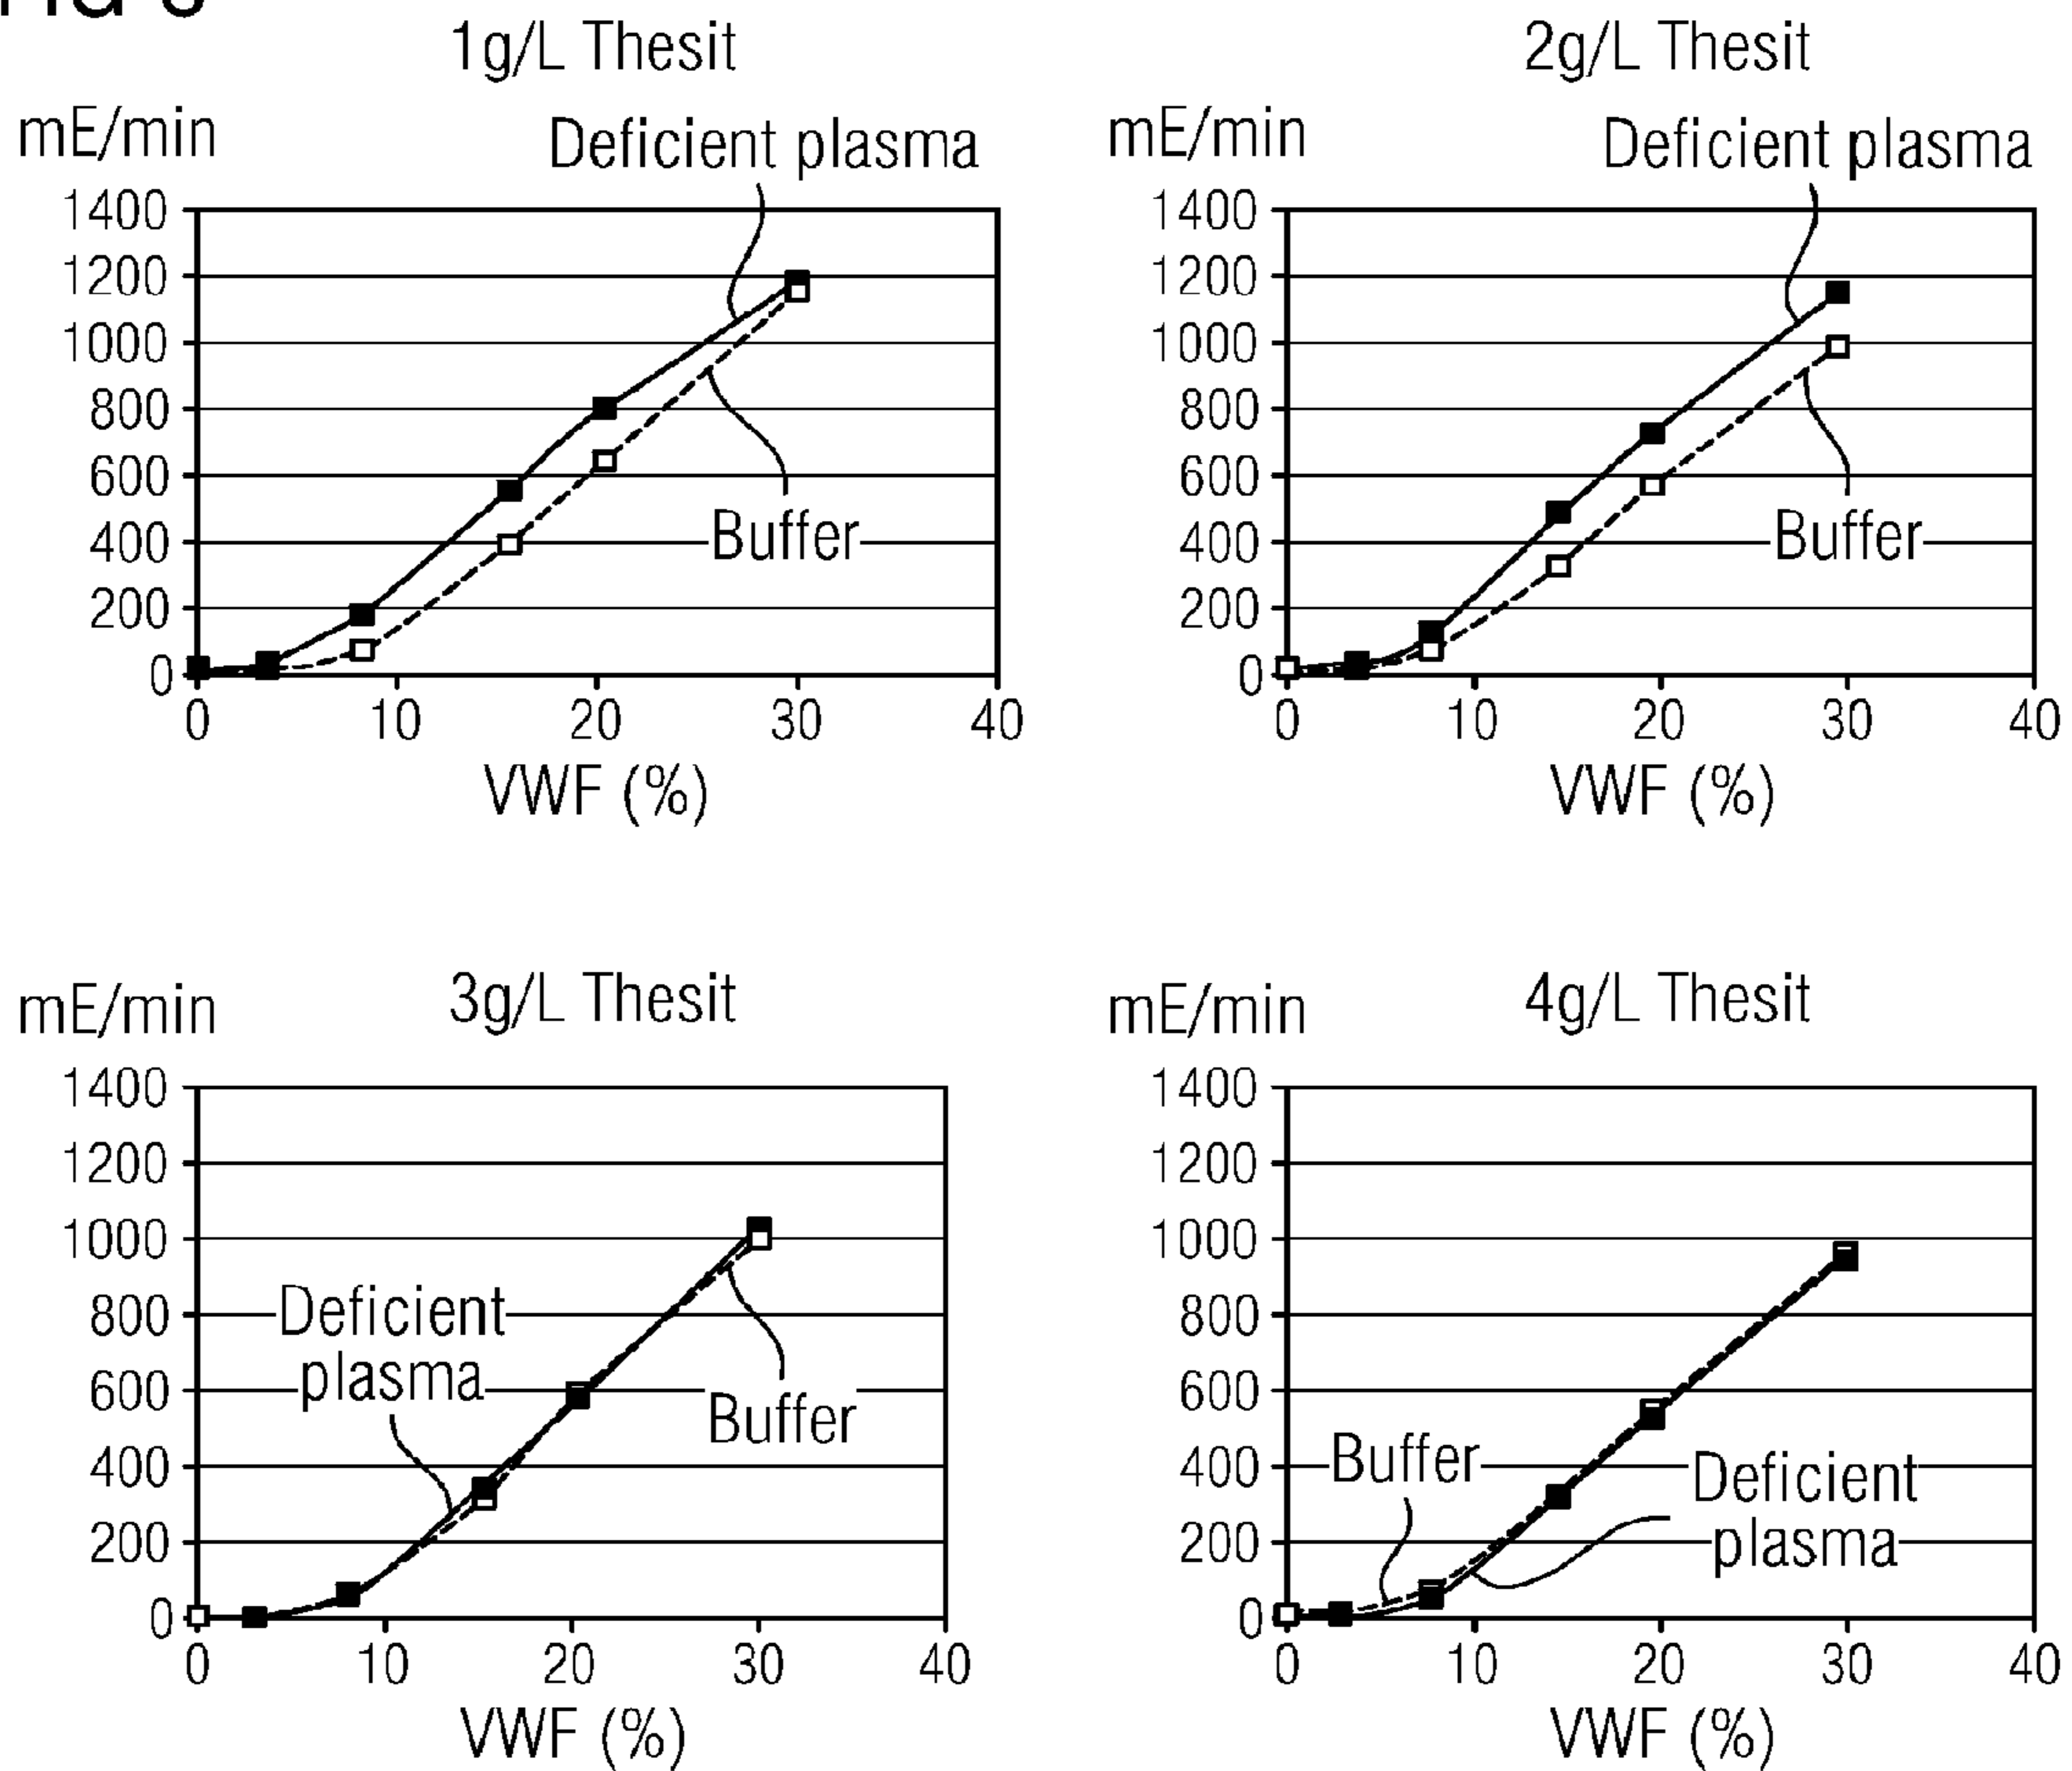 1g/L Thesit
mE/min
Deficient plasma
1400
1200
1000
800
600
400
200
0
Buffer
0 10 20 30 40
VWF (%)
2g/L Thesit
mE/min
Deficient plasma
1400
1200
1000
800
600
400
200
0
Buffer
0 10 20 30 40
VWF (%)
3g/L Thesit
mE/min
1400
1200
1000
800
600
400
200
0
Deficient
plasma
Buffer
0 10 20 30 40
VWF (%)
4g/L Thesit
mE/min
1400
1200
1000
800
600
400
200
0
Buffer
Deficient
plasma
0 10 20 30 40
VWF (%)